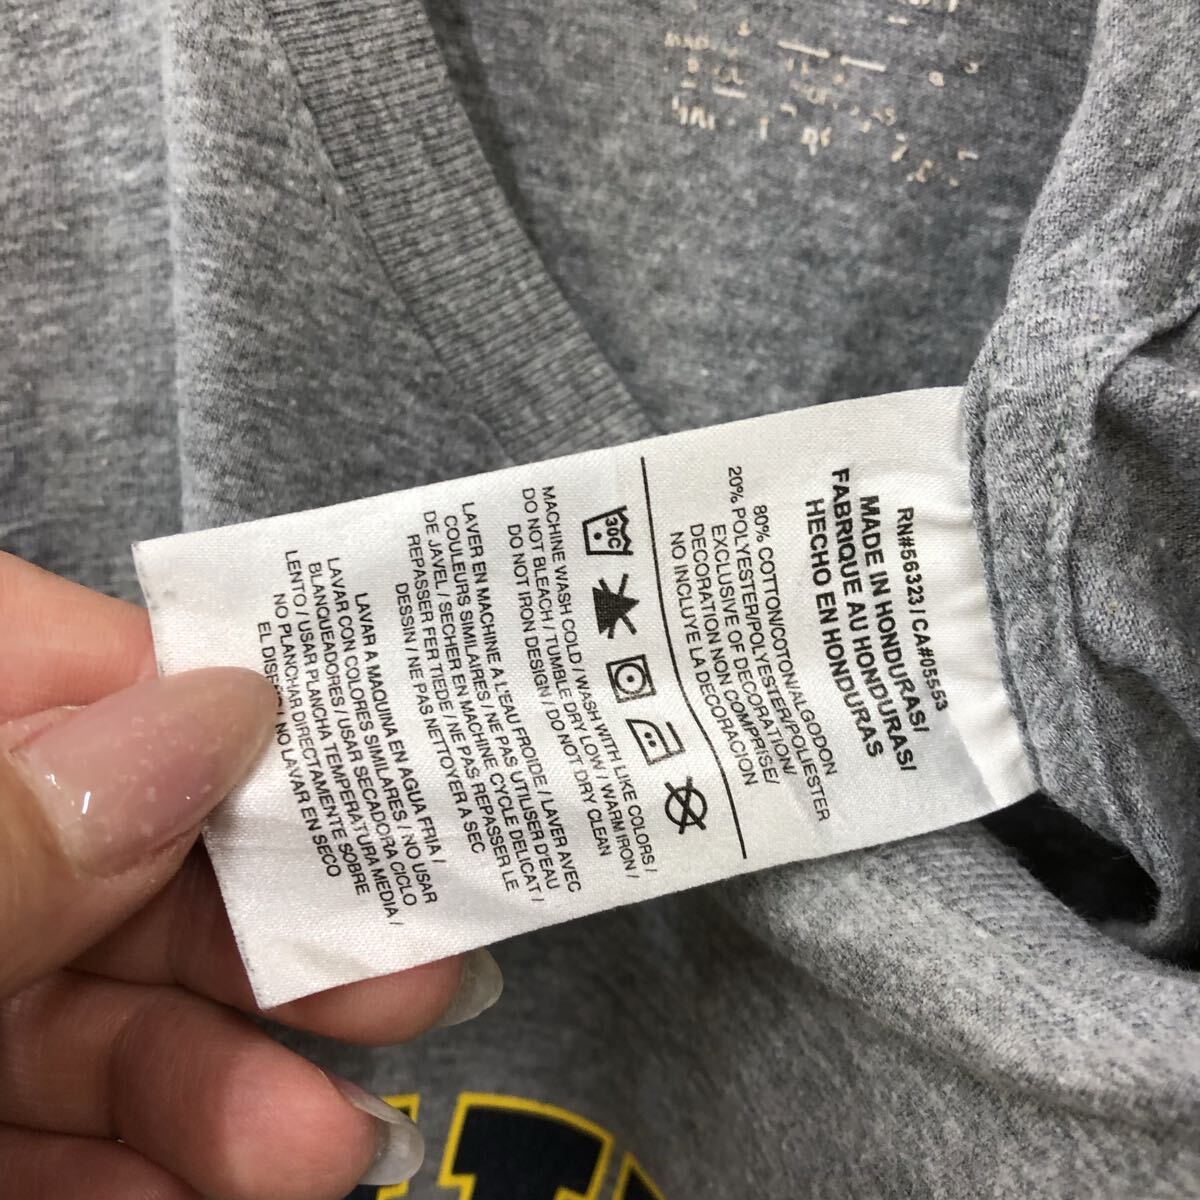 RN#56323 / CA#05553
MADE IN HONDURAS/
FABRIQUE AU HONDURAS/
HECHO EN HONDURAS
80% COTTON/COTON/ALGODON
20% POLYESTER/POLYESTER/POLIESTER
EXCLUSIVE OF DECORATION/
DECORATION NON COMPRISE/
NO INCLUYE LA DECORACION
30C
MACHINE WASH COLD / WASH WITH LIKE COLORS /
DO NOT BLEACH / TUMBLE DRY LOW / WARM IRON /
DO NOT IRON DESIGN / DO NOT DRY CLEAN
LAVER EN MACHINE A L'EAU FROIDE / LAVER AVEC
COULEURS SIMILAIRES / NE PAS UTILISER D'EAU
DE JAVEL / SECHER EN MACHINE CYCLE DELICAT /
REPASSER FER TIEDE / NE PAS REPASSER LE
DESSIN / NE PAS NETTOYER A SEC
LAVAR A MAQUINA EN AGUA FRIA /
LAVAR CON COLORES SIMILARES / NO USAR
BLANQUEADORES / USAR SECADORA CICLO
LENTO / USAR PLANCHA TEMPERATURA MEDIA /
NO PLANCHAR DIRECTAMENTE SOBRE
EL / NO LAVAR EN SECO